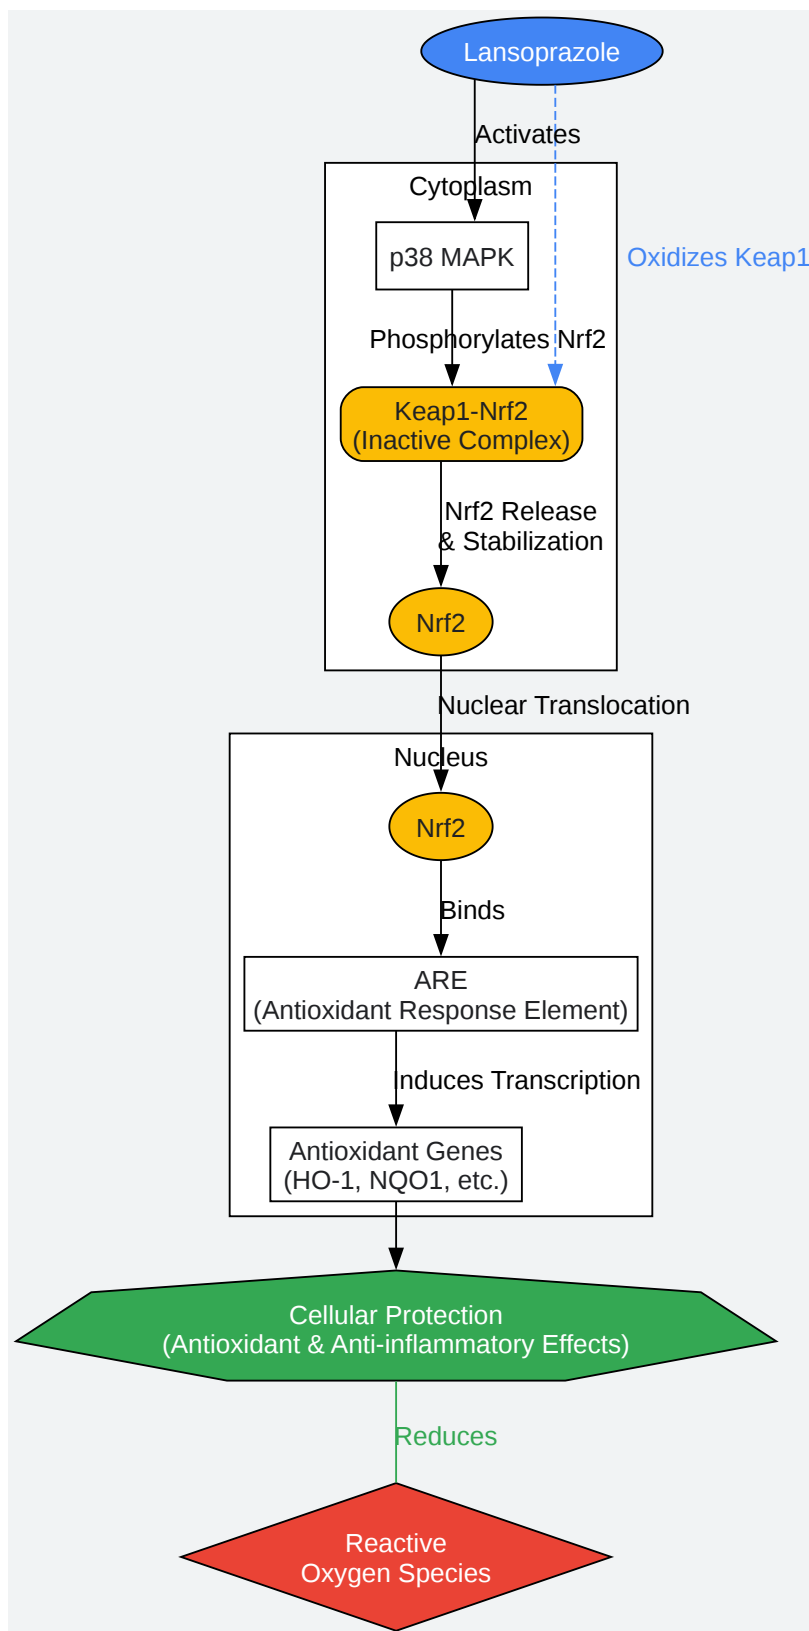 Lansoprazole
Activates
Cytoplasm
p38 MAPK
Oxidizes Keap1
Phosphorylates Nrf2
Keap1-Nrf2
(Inactive Complex)
Nrf2 Release
& Stabilization
Nrf2
Nuclear Translocation
Nucleus
Nrf2
Binds
ARE
(Antioxidant Response Element)
Induces Transcription
Antioxidant Genes
(HO-1, NQO1, etc.)
Cellular Protection
(Antioxidant & Anti-inflammatory Effects)
Reduces
Reactive
Oxygen Species